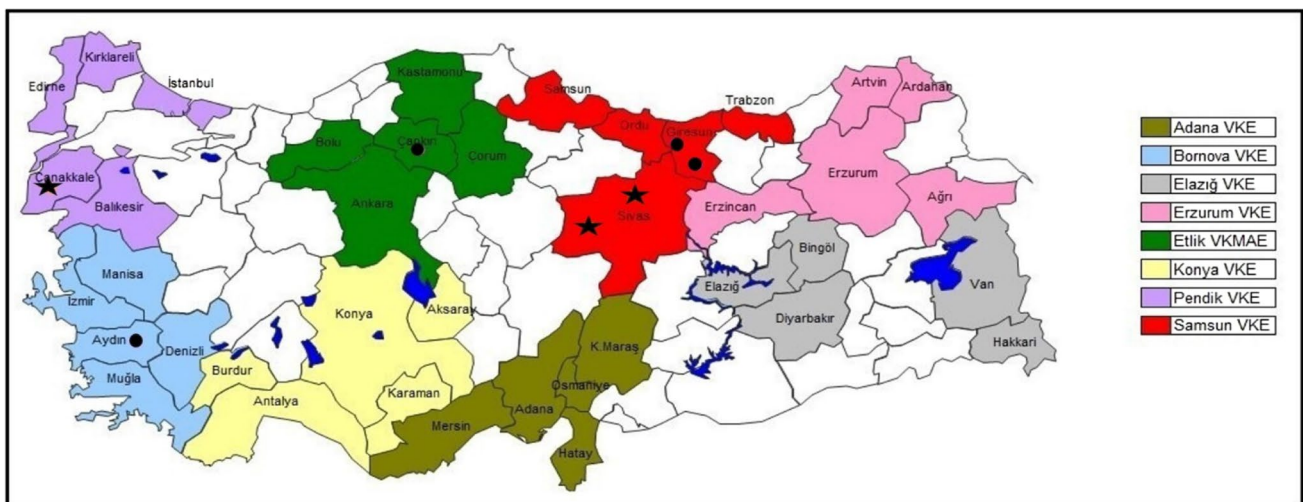 Kırklareli
Edirne
İstanbul
Kastamonu
Samsun
Trabzon
Artvin
Ardahan
Ordu
Giresun
Bolu
Çankırı
Çorum
Çanakkale
Balıkesir
Ankara
Sivas
Erzincan
Erzurum
Ağrı
Manisa
İzmir
Aydın
Denizli
Muğla
Burdur
Antalya
Konya
Aksaray
Karaman
Mersin
Adana
Osmaniye
K.Maraş
Hatay
Elazığ
Bingöl
Diyarbakır
Van
Hakkari
Adana VKE
Bornova VKE
Elazığ VKE
Erzurum VKE
Etlik VKMAE
Konya VKE
Pendik VKE
Samsun VKE